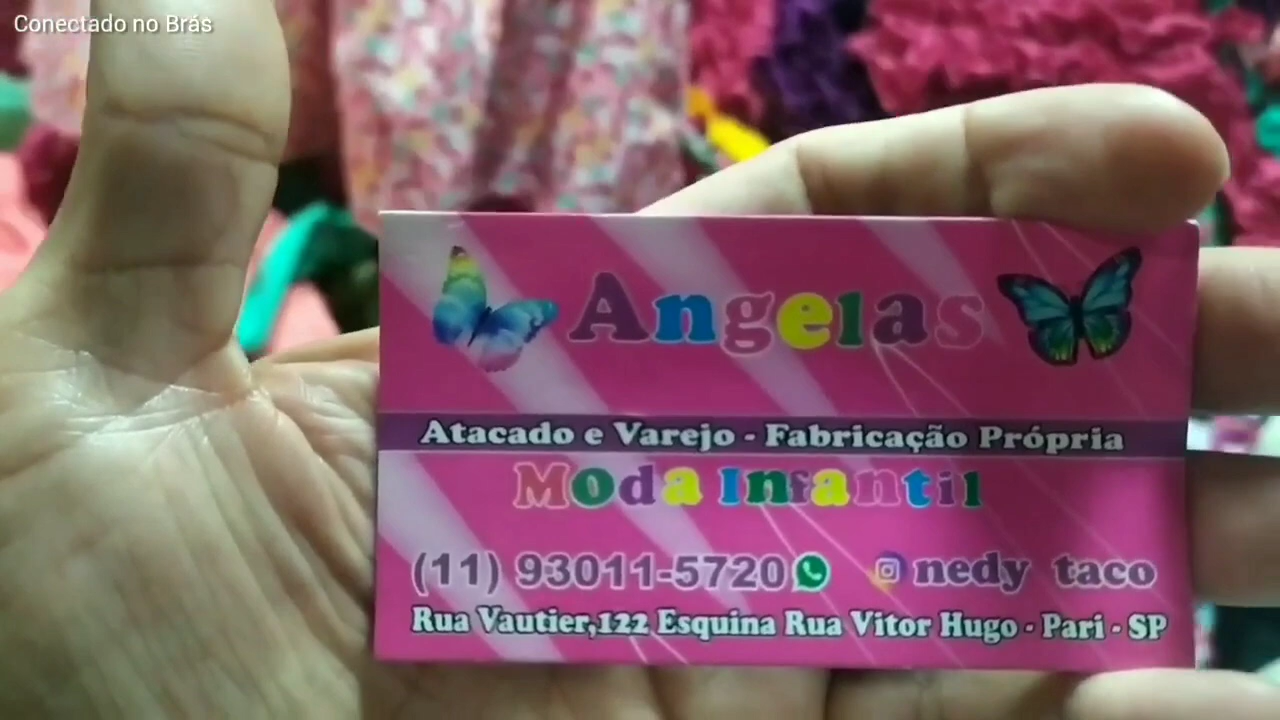 Conectado no Brás
Angelas
Atacado e Varejo - Fabricação Própria
Moda Infantil
(11) 93011-5720 nedy taco
Rua Vautier,122 Esquina Rua Vitor Hugo - Pari - SP